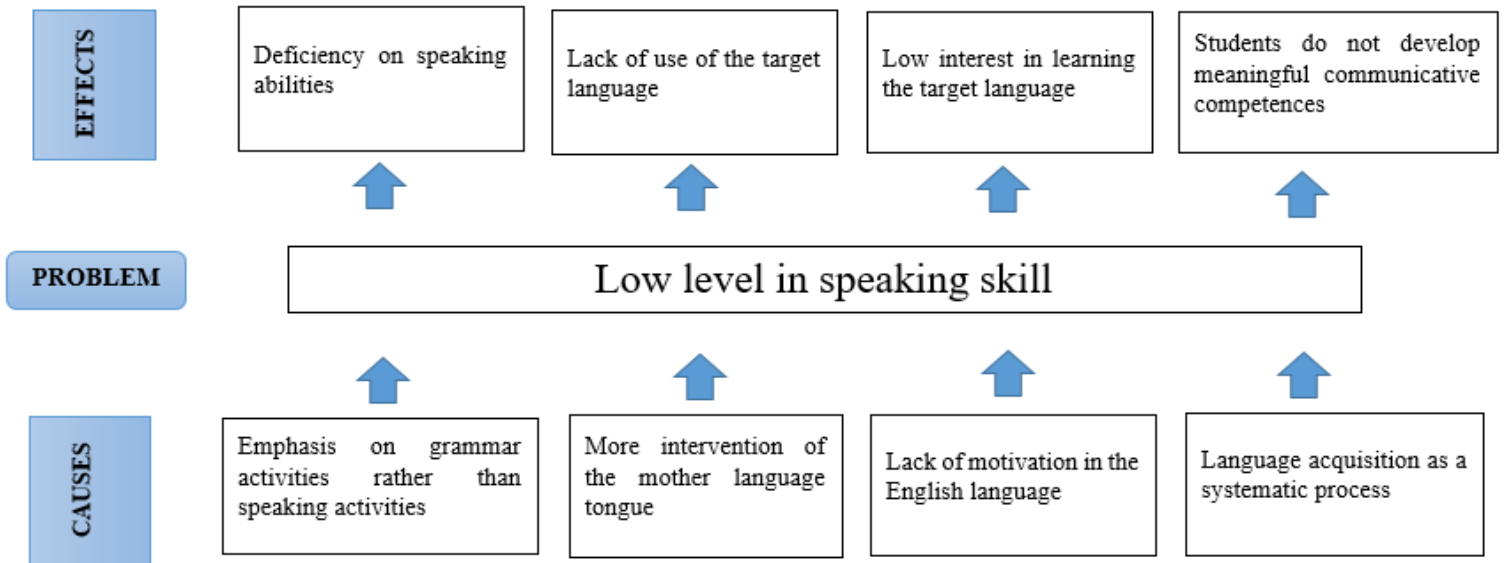 EFFECTS
Deficiency on speaking
abilities
Lack of use of the target
language
Low interest in learning
the target language
Students do not develop
meaningful communicative
competences
PROBLEM
Low level in speaking skill
CAUSES
Emphasis on grammar
activities rather than
speaking activities
More intervention of
the mother language
tongue
Lack of motivation in the
English language
Language acquisition as a
systematic process